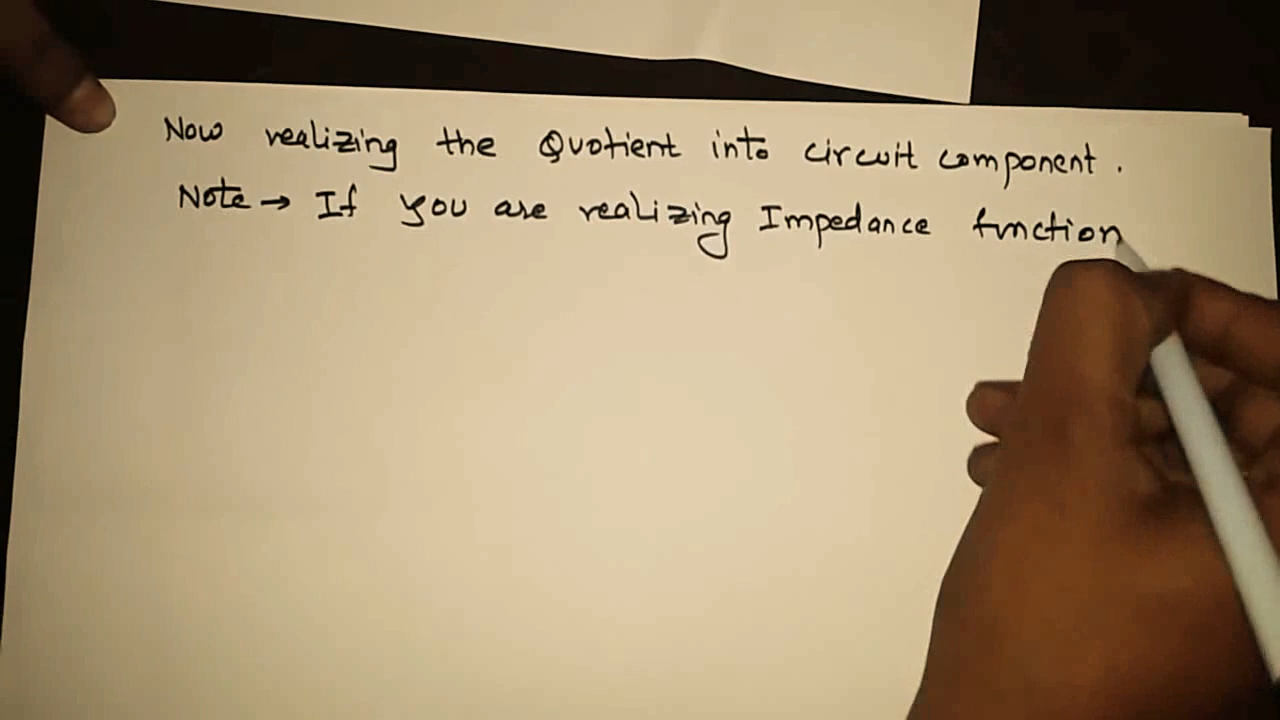 Now realizing the Quotient into circuit component.
Note → If you are realizing Impedance function